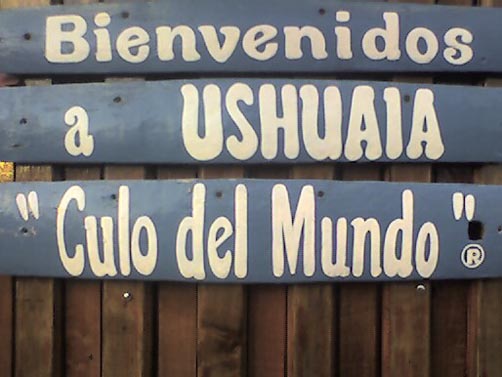 Bienvenidos
a USHUAIA
"Culo del Mundo"®